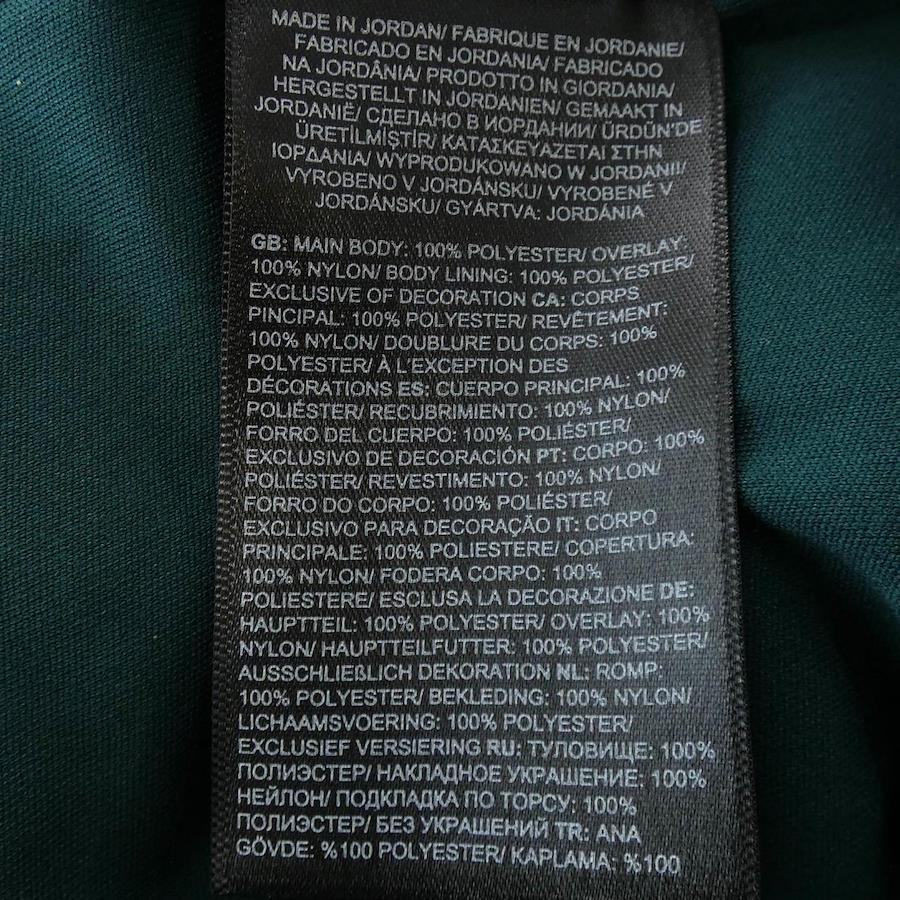 MADE IN JORDAN/ FABRIQUE EN JORDANIE/
FABRICADO EN JORDANIA/ FABRICADO
NA JORDÂNIA/ PRODOTTO IN GIORDANIA/
HERGESTELLT IN JORDANIEN/ GEMAAKT IN
JORDANIË/ СДЕЛАНО В ИОРДАНИИ/ ÜRDÜN'DE
ÜRETİLMİŞTİR/ ΚΑΤΑΣΚΕΥΑΖΕΤΑΙ ΣΤΗΝ
ΙΟΡΔΑΝΙΑ/ WYPRODUKOWANO W JORDANII/
VYROBENO V JORDÁNSKU/ VYROBENÉ V
JORDÁNSKU/ GYÁRTVA: JORDÁNIA
GB: MAIN BODY: 100% POLYESTER/ OVERLAY:
100% NYLON/ BODY LINING: 100% POLYESTER/
EXCLUSIVE OF DECORATION CA: CORPS
PINCIPAL: 100% POLYESTER/ REVÊTEMENT:
100% NYLON/ DOUBLURE DU CORPS: 100%
POLYESTER/ À L'EXCEPTION DES
DÉCORATIONS ES: CUERPO PRINCIPAL: 100%
POLIÉSTER/ RECUBRIMIENTO: 100% NYLON/
FORRO DEL CUERPO: 100% POLIÉSTER/
EXCLUSIVO DE DECORACIÓN PT: CORPO: 100%
POLIÉSTER/ REVESTIMENTO: 100% NYLON/
FORRO DO CORPO: 100% POLIÉSTER/
EXCLUSIVO PARA DECORAÇÃO IT: CORPO
PRINCIPALE: 100% POLIESTERE/ COPERTURA:
100% NYLON/ FODERA CORPO: 100%
POLIESTERE/ ESCLUSA LA DECORAZIONE DE:
HAUPTTEIL: 100% POLYESTER/ OVERLAY: 100%
NYLON/ HAUPTTEILFUTTER: 100% POLYESTER/
AUSSCHLIEßLICH DEKORATION NL: ROMP:
100% POLYESTER/ BEKLEDING: 100% NYLON/
LICHAAMSVOERING: 100% POLYESTER/
EXCLUSIEF VERSIERING RU: ТУЛОВИЩЕ: 100%
ПОЛИЭСТЕР/ НАКЛАДНОЕ УКРАШЕНИЕ: 100%
НЕЙЛОН/ ПОДКЛАДКА ПО ТОРСУ: 100%
ПОЛИЭСТЕР/ БЕЗ УКРАШЕНИЙ TR: ANA
GÖVDE: %100 POLYESTER/ KAPLAMA: %100